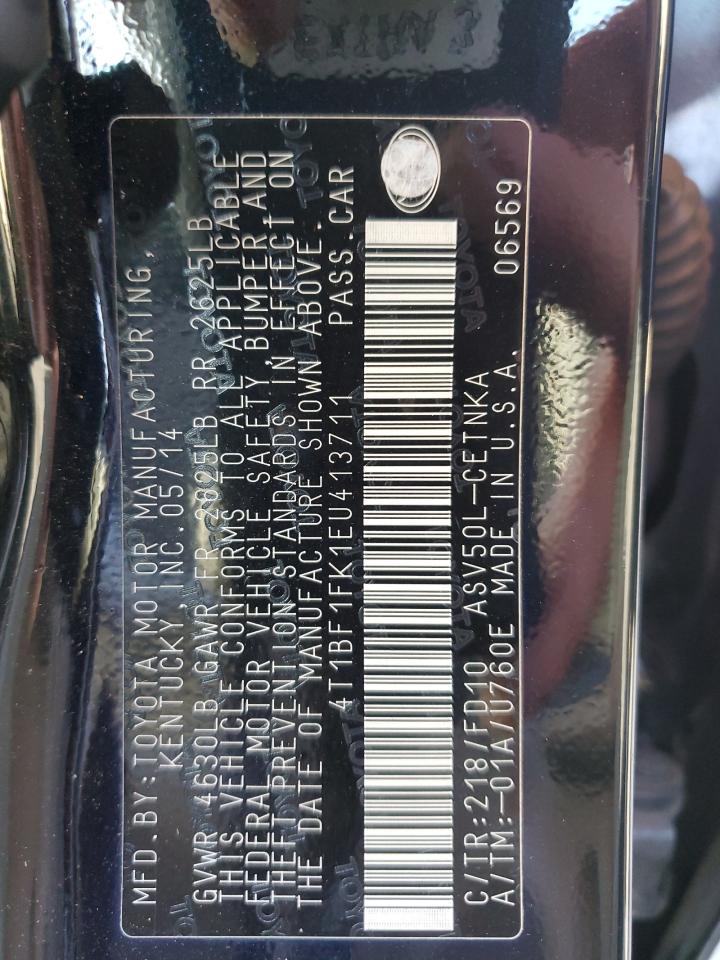 MFD.BY:TOYOTA MOTOR MANUFACTURING,
KENTUCKY INC.05/14
GVWR 4630LB GAWR FR 2625LB RR 2625LB
THIS VEHICLE CONFORMS TO ALL APPLICABLE
FEDERAL MOTOR VEHICLE SAFETY BUMPER,AND
THEFT PREVENTION STANDARDS IN EFFECT ON
THE DATE OF MANUFACTURE SHOWN ABOVE.
4T1BF1FK1EU413711 PASS.CAR
C/TR:218/FD10 ASV50L-CETNKA
A/TM:-01A/U760E MADE IN U.S.A. 06569